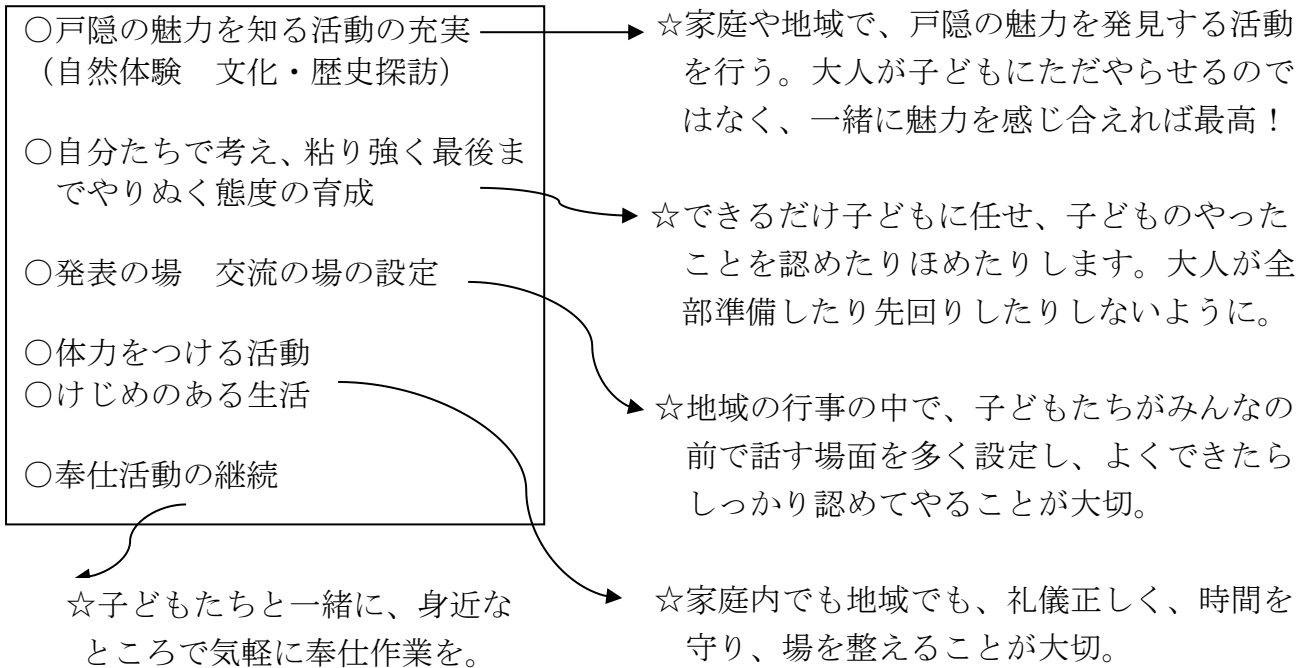 ○戸隠の魅力を知る活動の充実
（自然体験　文化・歴史探訪）
○自分たちで考え、粘り強く最後ま
でやりぬく態度の育成
○発表の場　交流の場の設定
○体力をつける活動
○けじめのある生活
○奉仕活動の継続
☆子どもたちと一緒に、身近な
ところで気軽に奉仕作業を。
☆家庭や地域で、戸隠の魅力を発見する活動
を行う。大人が子どもにただやらせるので
はなく、一緒に魅力を感じ合えれば最高！
☆できるだけ子どもに任せ、子どものやった
ことを認めたりほめたりします。大人が全
部準備したり先回りしたりしないように。
☆地域の行事の中で、子どもたちがみんなの
前で話す場面を多く設定し、よくできたら
しっかり認めてやることが大切。
☆家庭内でも地域でも、礼儀正しく、時間を
守り、場を整えることが大切。